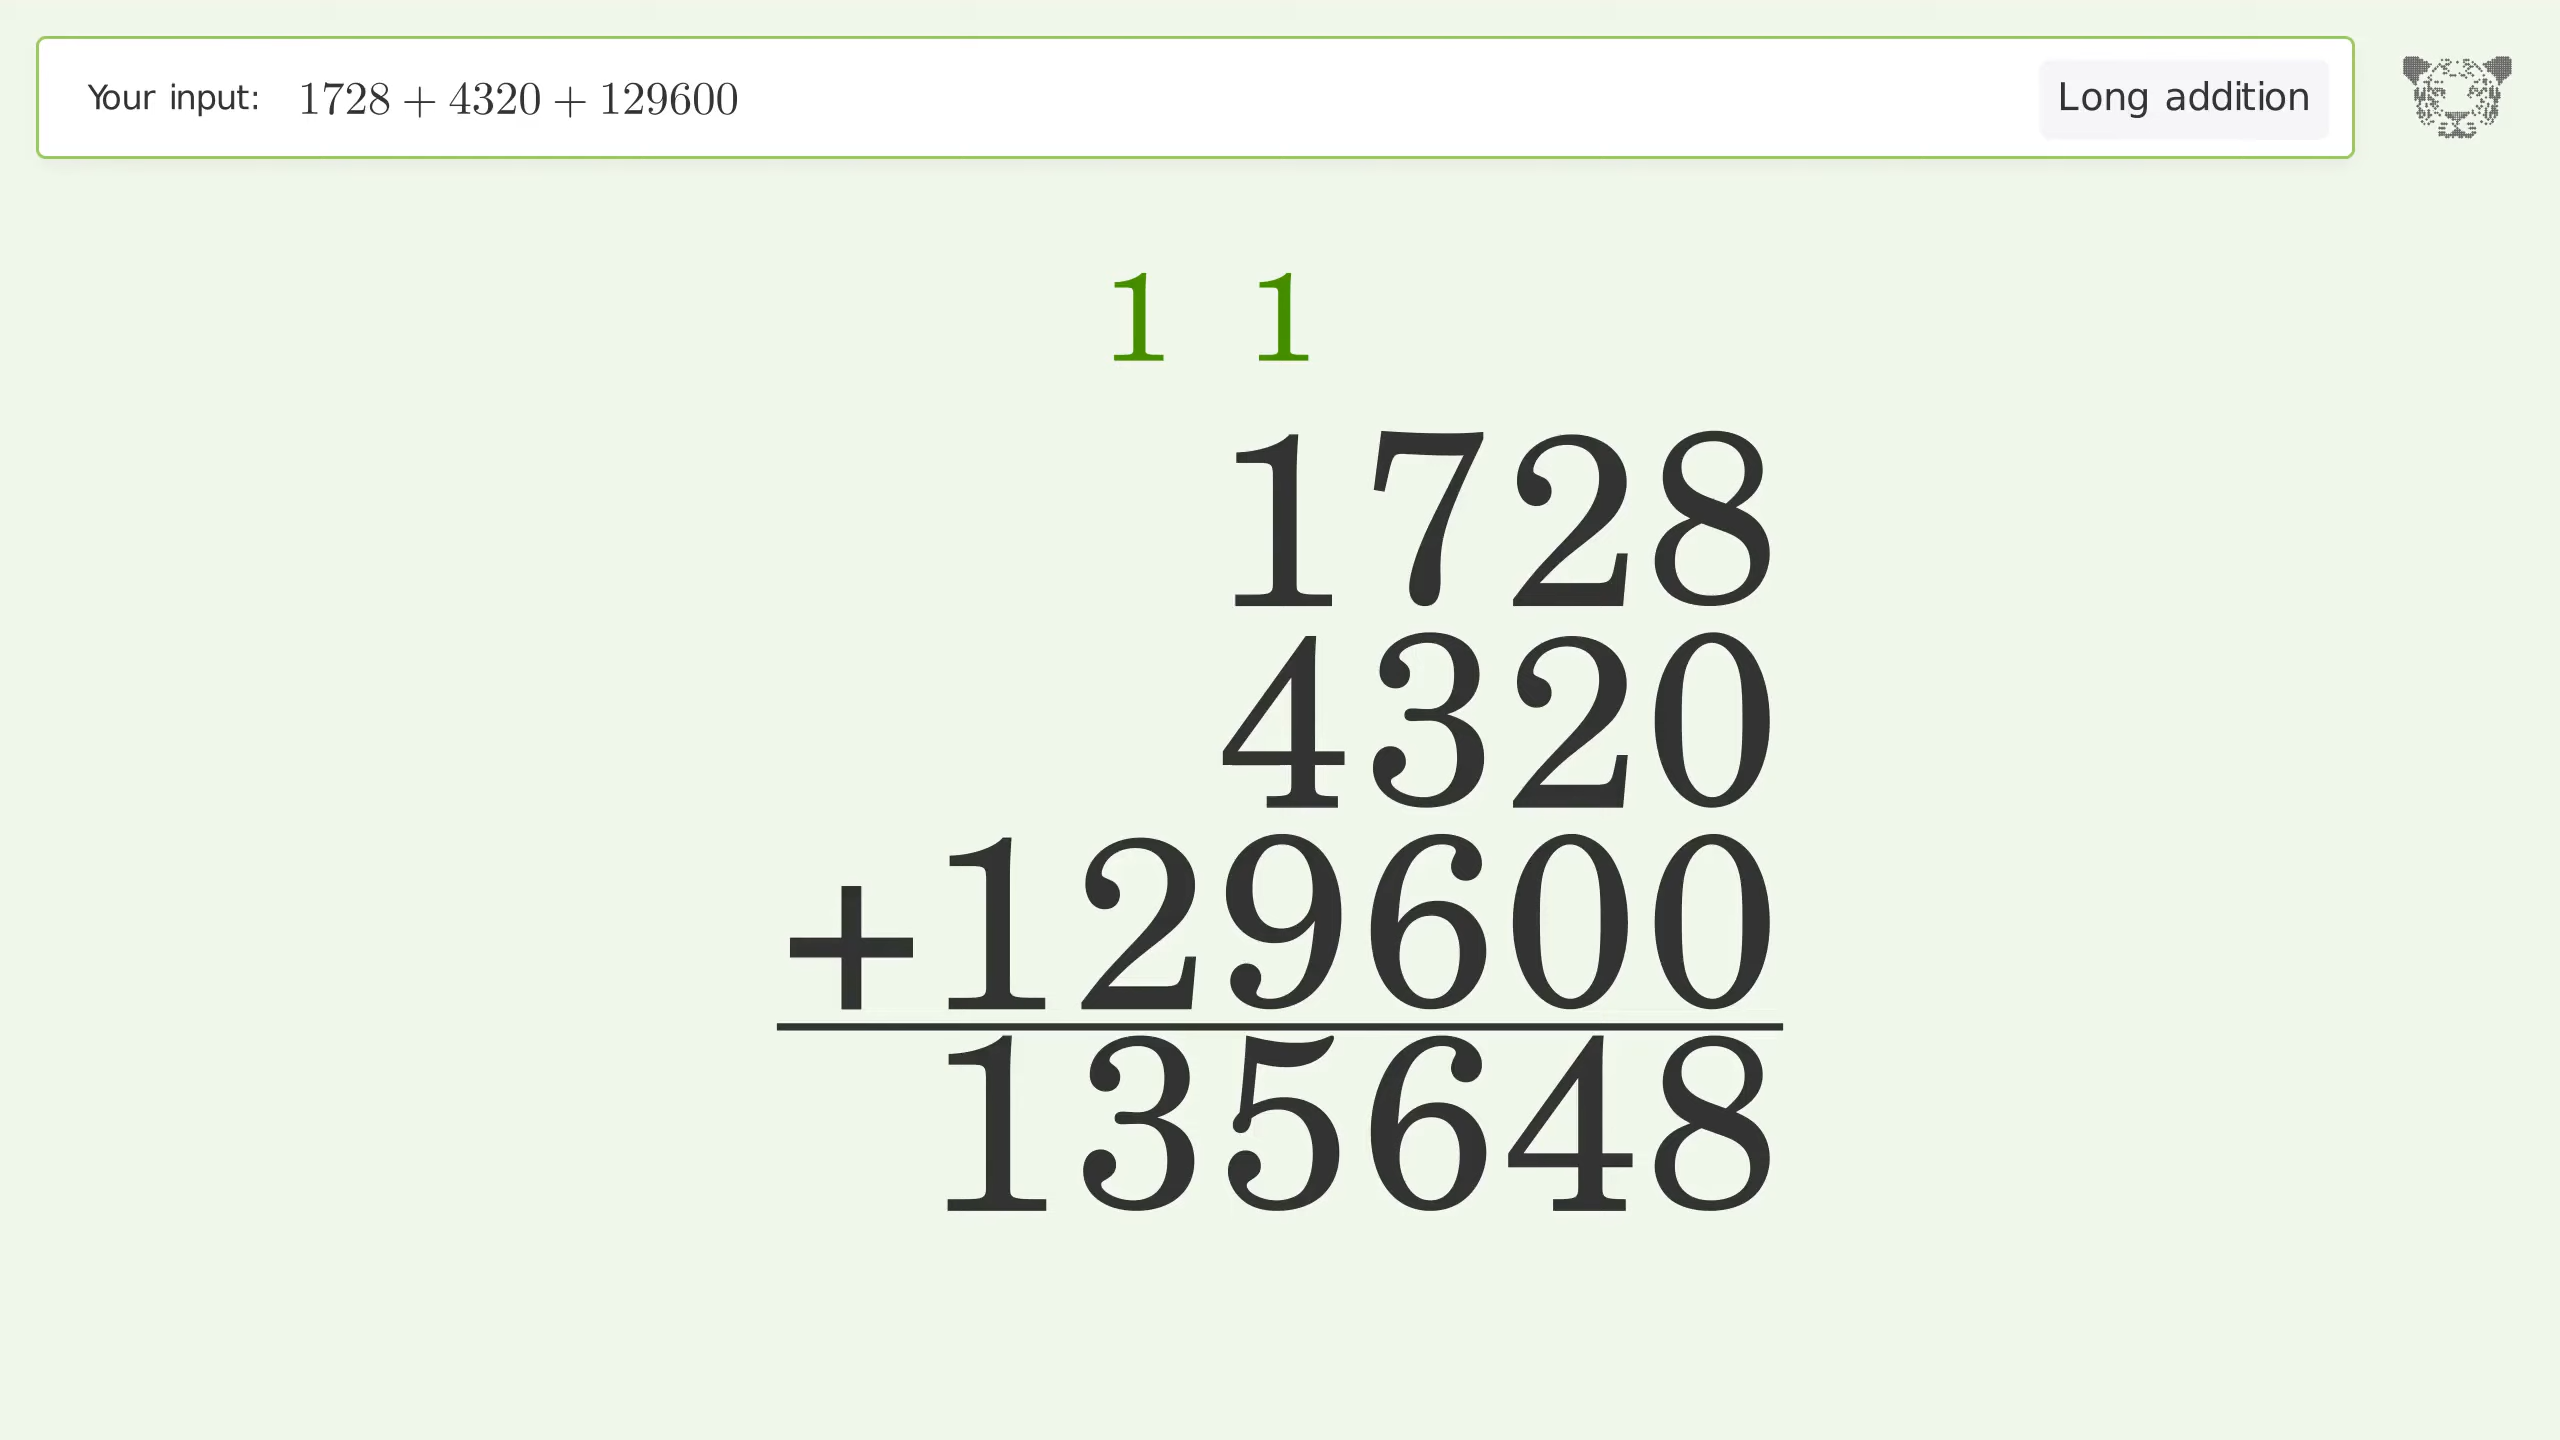 Your input: 1728 + 4320 + 129600
Long addition
1 1
1728
4320
+129600
135648